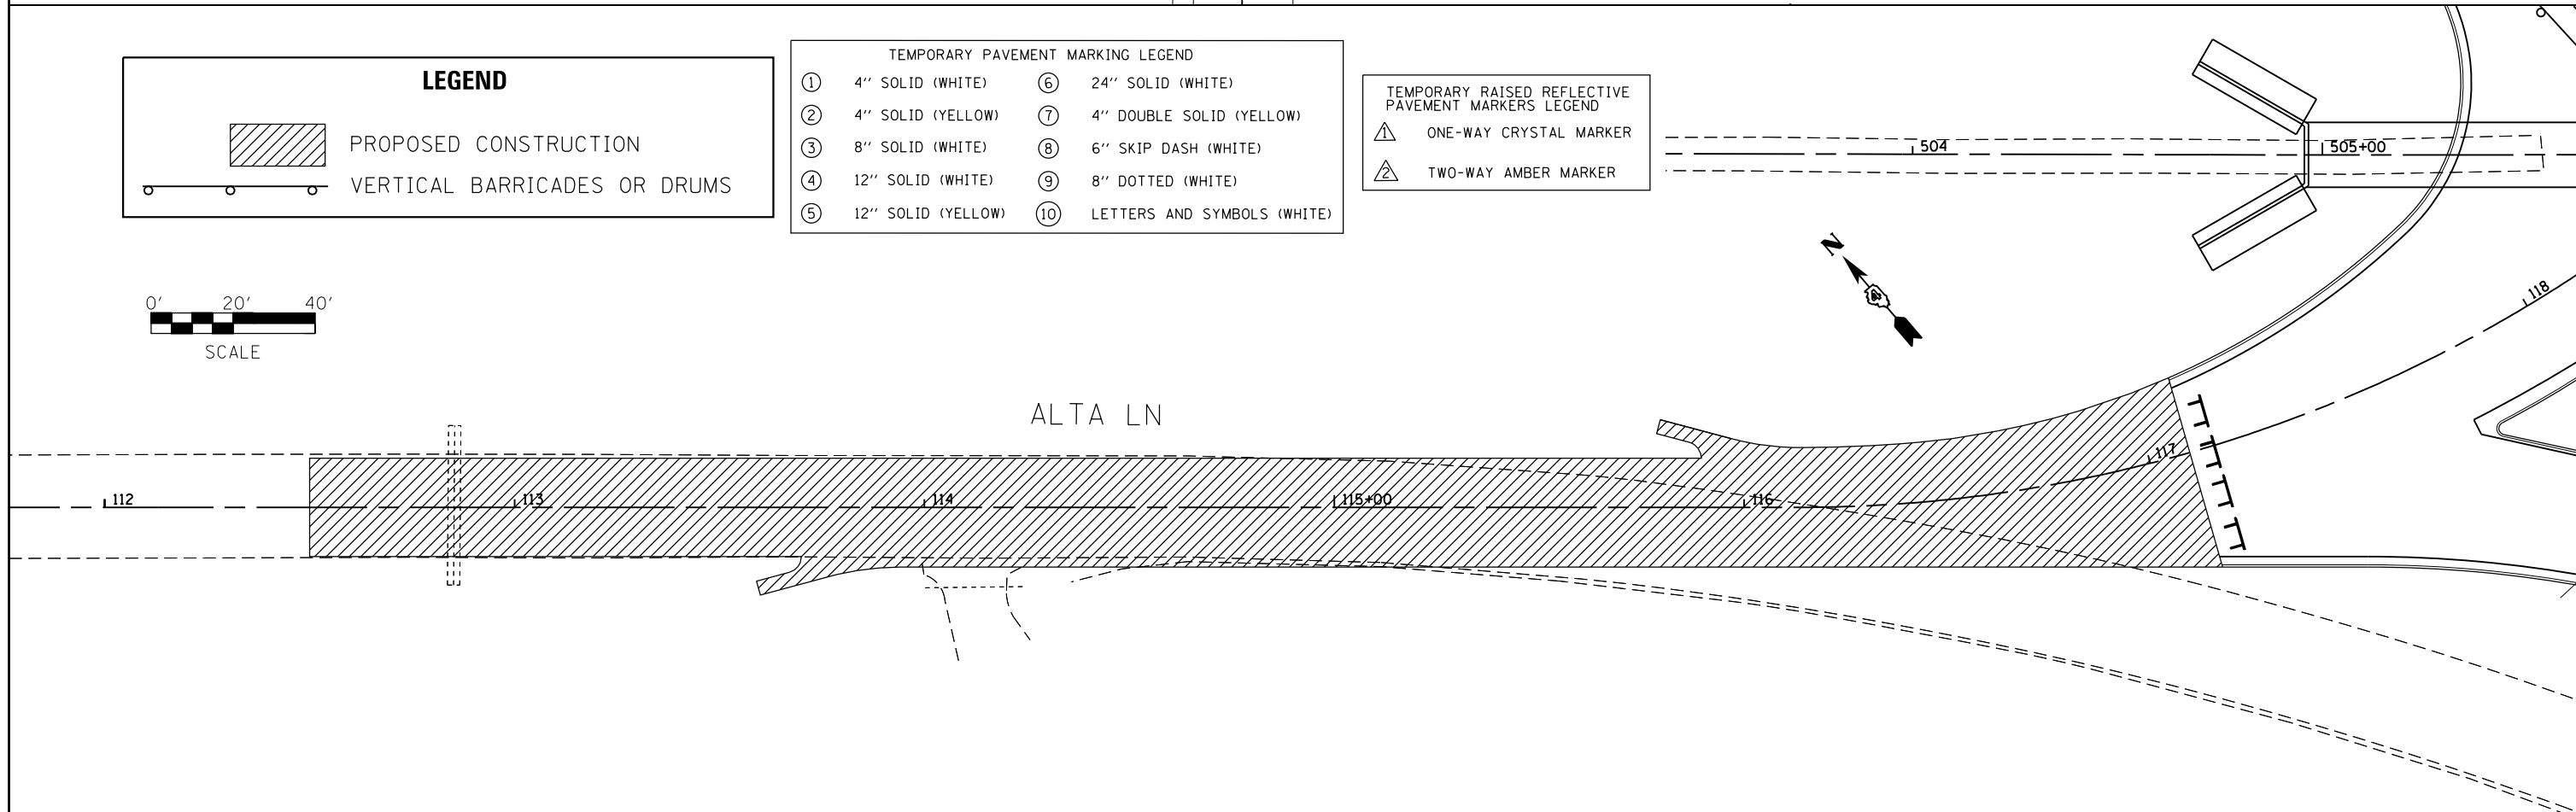 LEGEND
PROPOSED CONSTRUCTION
VERTICAL BARRICADES OR DRUMS
TEMPORARY PAVEMENT MARKING LEGEND
1 4'' SOLID (WHITE)
2 4'' SOLID (YELLOW)
3 8'' SOLID (WHITE)
4 12'' SOLID (WHITE)
5 12'' SOLID (YELLOW)
6 24'' SOLID (WHITE)
7 4'' DOUBLE SOLID (YELLOW)
8 6'' SKIP DASH (WHITE)
9 8'' DOTTED (WHITE)
10 LETTERS AND SYMBOLS (WHITE)
TEMPORARY RAISED REFLECTIVE
PAVEMENT MARKERS LEGEND
1 ONE-WAY CRYSTAL MARKER
2 TWO-WAY AMBER MARKER
504
505+00
N
0' 20' 40'
SCALE
118
ALTA LN
117
112
113
114
115+00
116